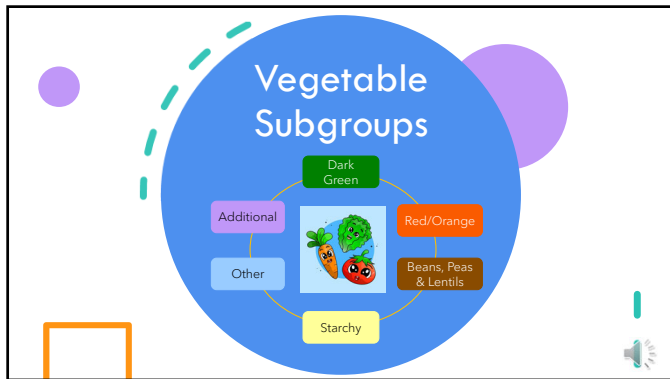 Vegetable
Subgroups
Dark
Green
Additional
Red/Orange
Other
Beans, Peas
& Lentils
Starchy